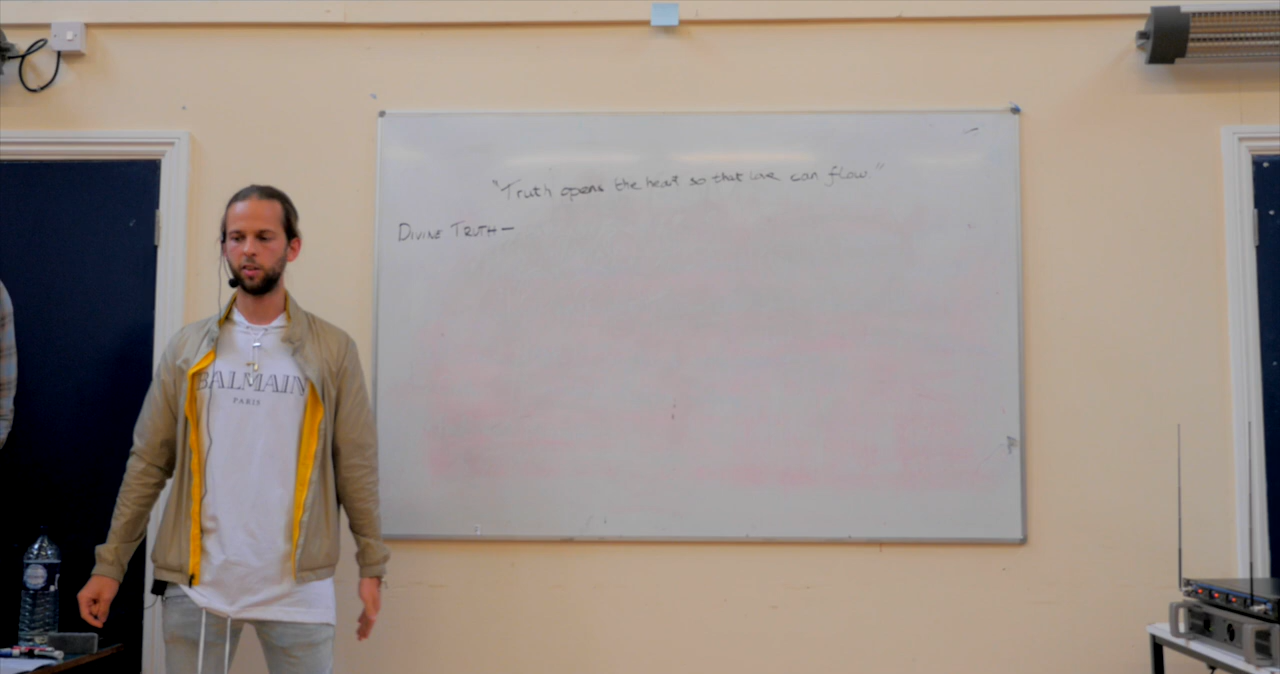 "Truth opens the heart so that love can flow."
DIVINE TRUTH —
BALMAIN
PARIS